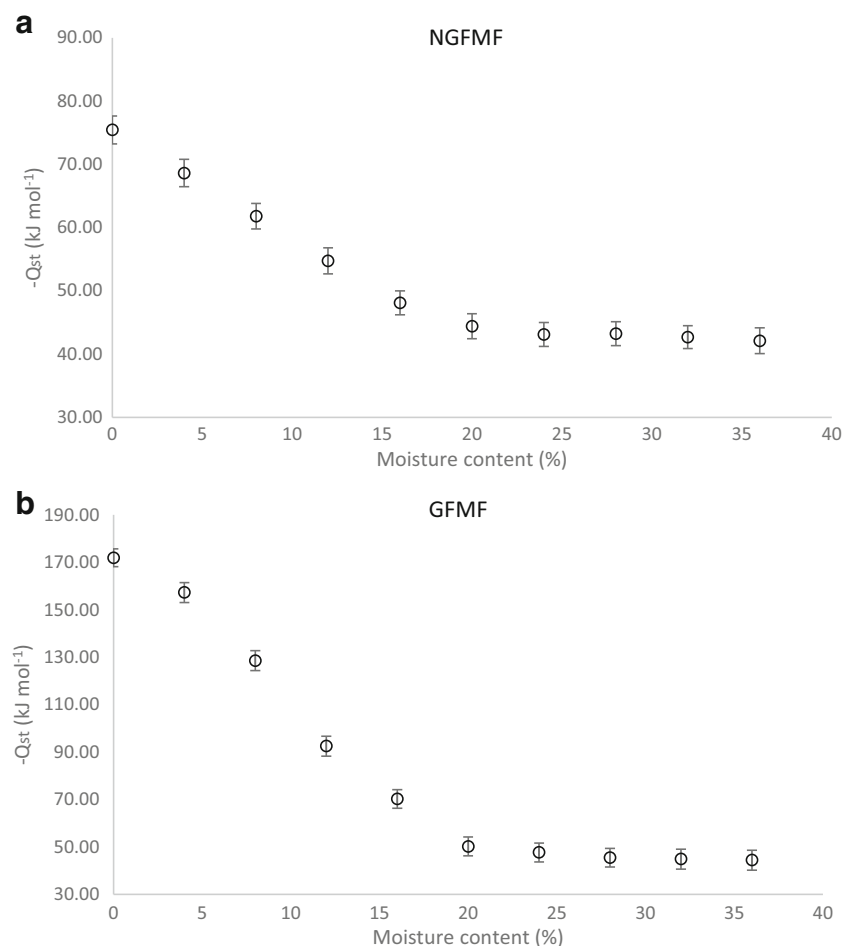 a
NGFMF
90.00
80.00
70.00
60.00
50.00
40.00
30.00
-Qst (kJ mol-1)
0 5 10 15 20 25 30 35 40
Moisture content (%)
b
GFMF
190.00
170.00
150.00
130.00
110.00
90.00
70.00
50.00
30.00
-Qst (kJ mol-1)
0 5 10 15 20 25 30 35 40
Moisture content (%)